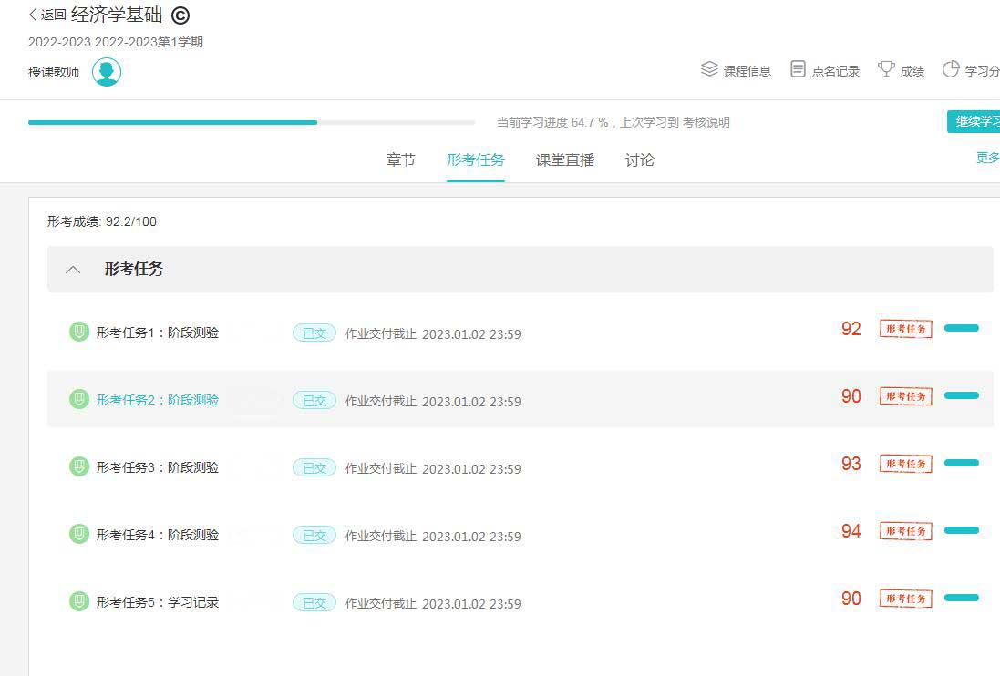 返回 经济学基础 ©
2022-2023 2022-2023第1学期
授课教师
课程信息 点名记录 成绩 学习分
当前学习进度 64.7 %，上次学习到 考核说明
继续学习
章节 形考任务 课堂直播 讨论
更多
形考成绩: 92.2/100
形考任务
形考任务1：阶段测验 已交 作业交付截止 2023.01.02 23:59 92 形考任务
形考任务2：阶段测验 已交 作业交付截止 2023.01.02 23:59 90 形考任务
形考任务3：阶段测验 已交 作业交付截止 2023.01.02 23:59 93 形考任务
形考任务4：阶段测验 已交 作业交付截止 2023.01.02 23:59 94 形考任务
形考任务5：学习记录 已交 作业交付截止 2023.01.02 23:59 90 形考任务